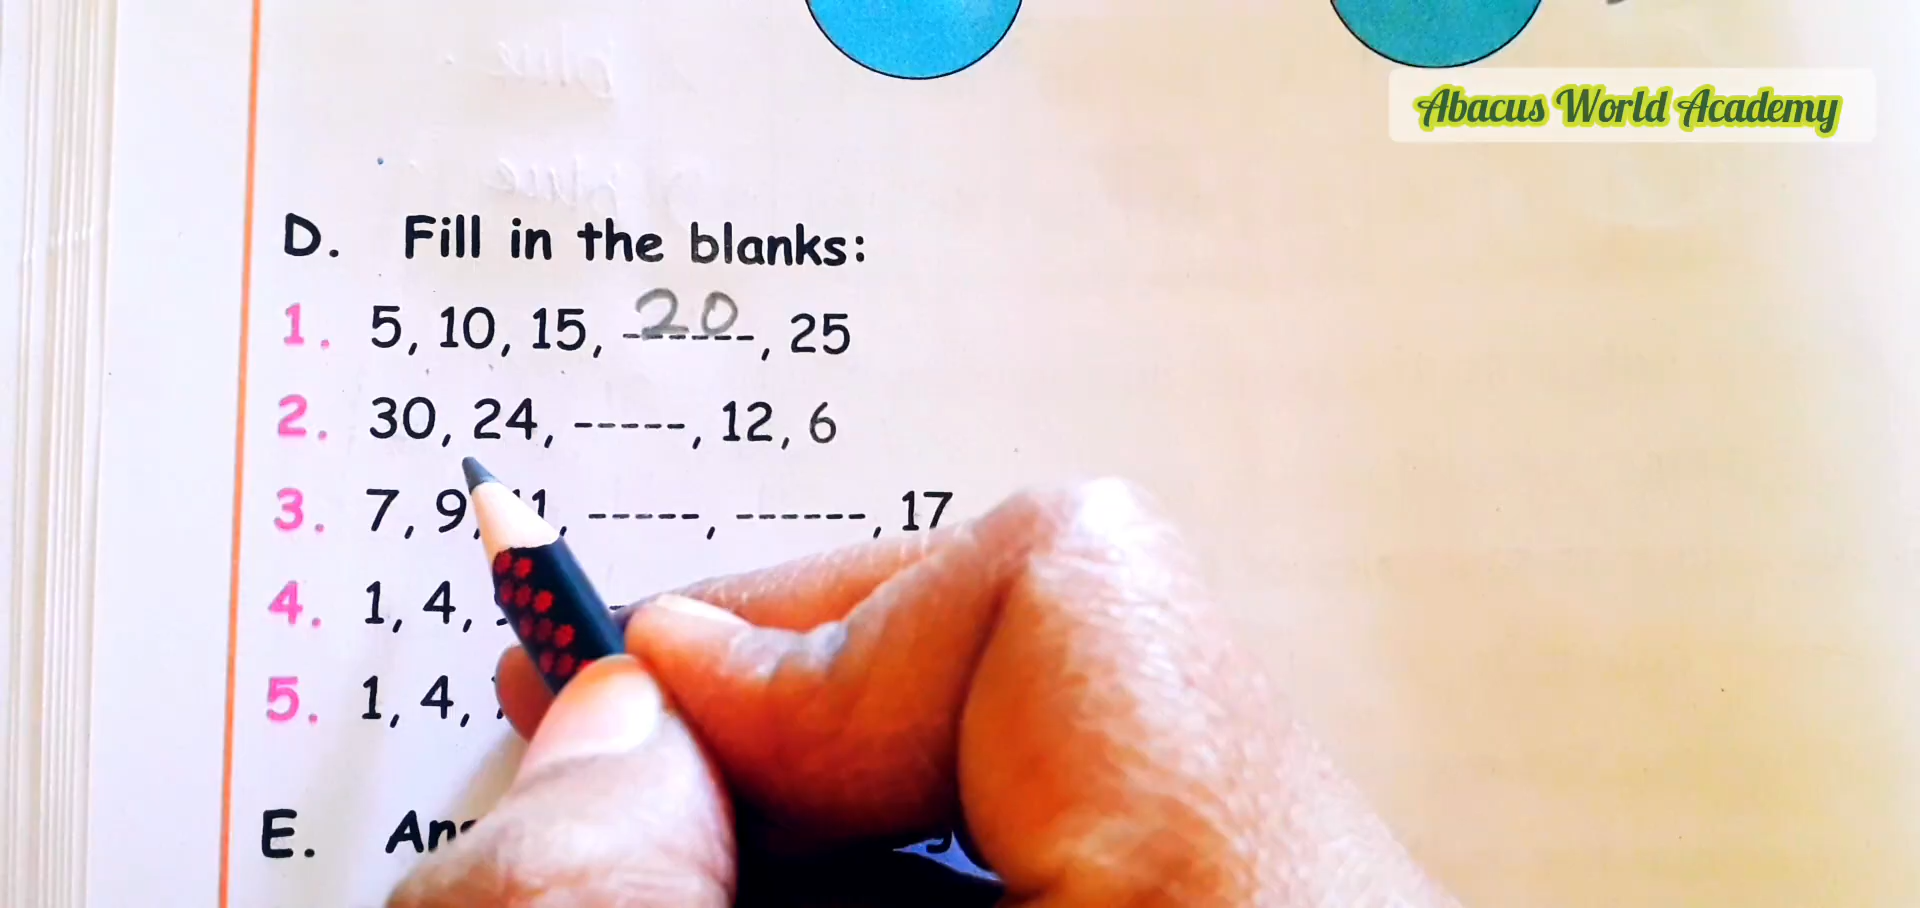 Abacus World Academy
D. Fill in the blanks:
1. 5, 10, 15, 20, 25
2. 30, 24, -----, 12, 6
3. 7, 9, 11, -----, ------, 17
4. 1, 4,
5. 1, 4,
E.